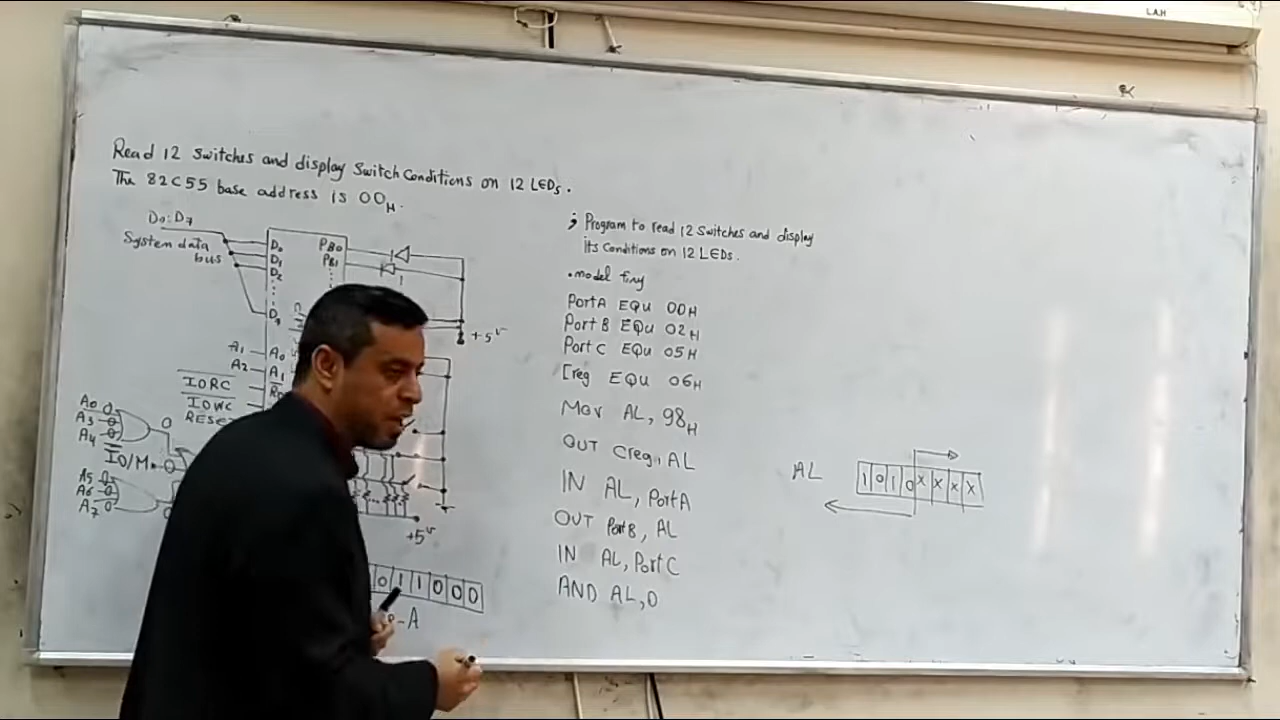 L.A.H
Read 12 Switches and display Switch Conditions on 12 LEDs.
The 82C55 base address is 00H.
D0:D7
System data
bus
D0
D1
D2
D7
PB0
PB1
+5v
A1
A0
A2
A1
IORC
IOWC
RESET
A0
A3
A4
IO/M
A5
A6
A7
+5v
0 1 1 0 0 0
-A
; Program to read 12 Switches and display
its Conditions on 12 LEDs.
.model tiny
PortA EQU 00H
Port B EQU 02H
Port C EQU 05H
Creg EQU 06H
Mov AL, 98H
OUT Creg, AL
IN AL, PortA
OUT PortB, AL
IN AL, PortC
AND AL, 0
AL
1 0 1 0 x x x x